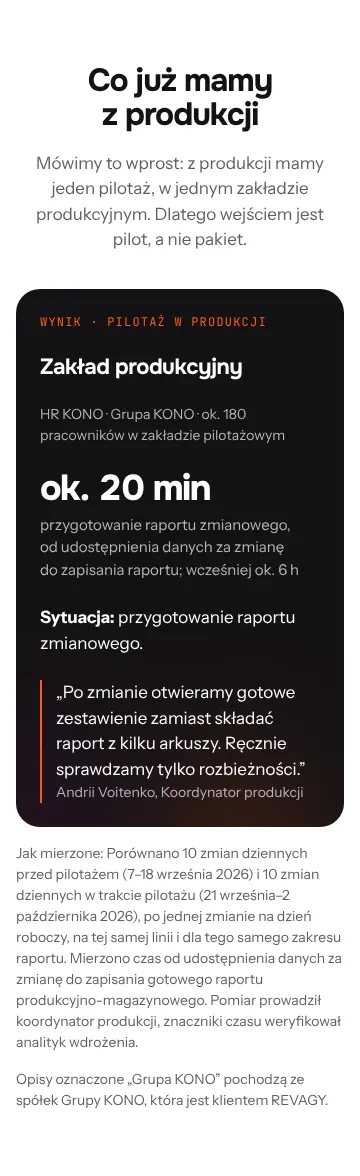 Co już mamy
z produkcji
Mówimy to wprost: z produkcji mamy
jeden pilotaż, w jednym zakładzie
produkcyjnym. Dlatego wejściem jest
pilot, a nie pakiet.
WYNIK · PILOTAŻ W PRODUKCJI
Zakład produkcyjny
HR KONO · Grupa KONO · ok. 180
pracowników w zakładzie pilotażowym
ok. 20 min
przygotowanie raportu zmianowego,
od udostępnienia danych za zmianę
do zapisania raportu; wcześniej ok. 6 h
Sytuacja: przygotowanie raportu
zmianowego.
„Po zmianie otwieramy gotowe
zestawienie zamiast składać
raport z kilku arkuszy. Ręcznie
sprawdzamy tylko rozbieżności.”
Andrii Voitenko, Koordynator produkcji
Jak mierzone: Porównano 10 zmian dziennych
przed pilotażem (7–18 września 2026) i 10 zmian
dziennych w trakcie pilotażu (21 września–2
października 2026), po jednej zmianie na dzień
roboczy, na tej samej linii i dla tego samego zakresu
raportu. Mierzono czas od udostępnienia danych za
zmianę do zapisania gotowego raportu
produkcyjno-magazynowego. Pomiar prowadził
koordynator produkcji, znaczniki czasu weryfikował
analityk wdrożenia.
Opisy oznaczone „Grupa KONO” pochodzą ze
spółek Grupy KONO, która jest klientem REVAGY.